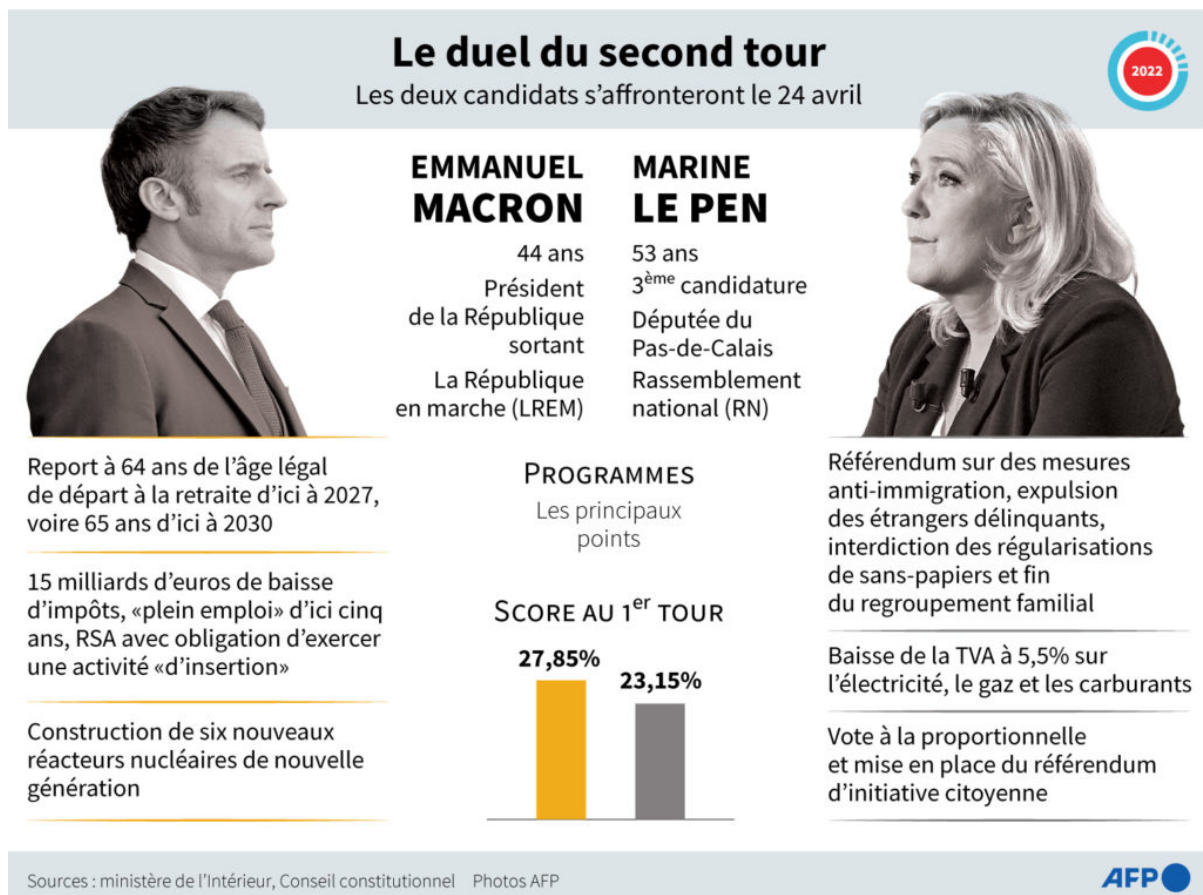 Le duel du second tour
Les deux candidats s’affronteront le 24 avril
2022
EMMANUEL
MACRON
44 ans
Président
de la République
sortant
La République
en marche (LREM)
MARINE
LE PEN
53 ans
3ème candidature
Députée du
Pas-de-Calais
Rassemblement
national (RN)
PROGRAMMES
Les principaux
points
Report à 64 ans de l’âge légal
de départ à la retraite d’ici à 2027,
voire 65 ans d’ici à 2030
15 milliards d’euros de baisse
d’impôts, «plein emploi» d’ici cinq
ans, RSA avec obligation d’exercer
une activité «d’insertion»
Construction de six nouveaux
réacteurs nucléaires de nouvelle
génération
Référendum sur des mesures
anti-immigration, expulsion
des étrangers délinquants,
interdiction des régularisations
de sans-papiers et fin
du regroupement familial
Baisse de la TVA à 5,5% sur
l’électricité, le gaz et les carburants
Vote à la proportionnelle
et mise en place du référendum
d’initiative citoyenne
SCORE AU 1er TOUR
27,85%
23,15%
Sources : ministère de l’Intérieur, Conseil constitutionnel Photos AFP
AFP